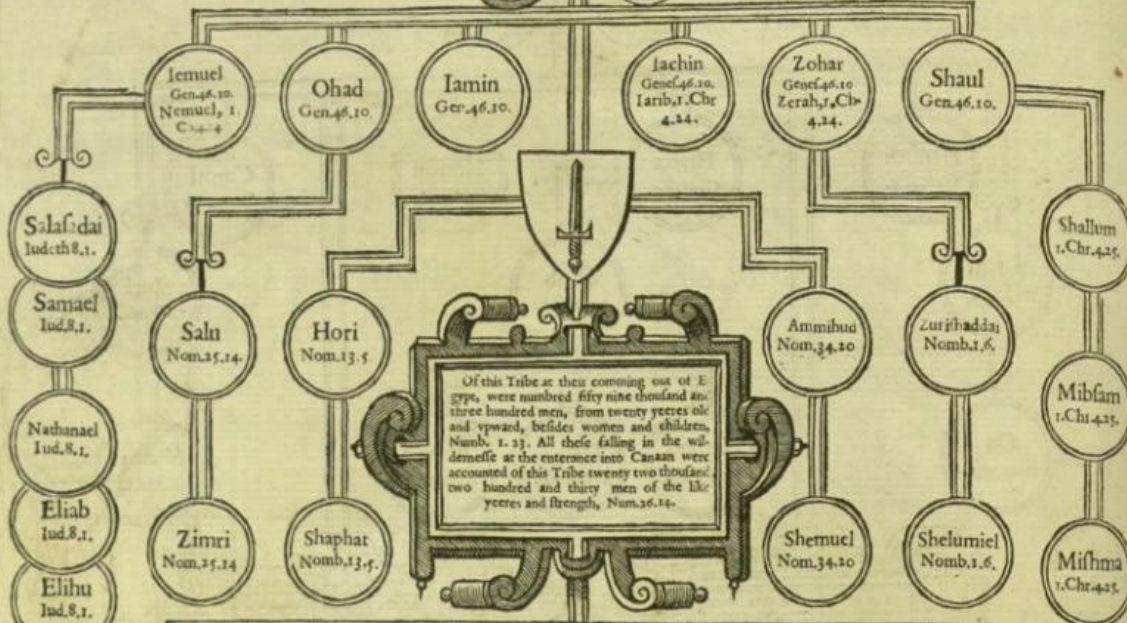 Iemuel
Gen.46.10.
Nemuel, 1.
Ohad
Gen.46.10.
Iamin
Gen.46.10.
Iachin
Geneſ.46.10.
Iarib,1.Chr
4.24.
Zohar
Geneſ.46.10
Zerah,1.Ch
4.24.
Shaul
Gen.46.10.
Salaſadai
Iudeth 8.1.
Samael
Iud.8,1.
Nathanael
Iud.8.1.
Eliab
Iud.8,1.
Elihu
Iud.8.1.
Salu
Nom.25.14.
Zimri
Nom.25.14
Hori
Nom.13.5
Shaphat
Nomb.13.5.
Of this Tribe at their comming out of E
gypt, were numbred fifty nine thouſand and
three hundred men, from twenty yeeres old
and vpward, beſides women and children,
Numb. 1. 23. All theſe falling in the wil-
derneſſe at the enterance into Canaan were
accounted of this Tribe twenty two thouſand
two hundred and thirty men of the like
yeeres and ſtrength, Num.26.14.
Ammihud
Nom.34.20
Shemuel
Nom.34.20
Zuriſhaddai
Nomb.1.6.
Shelumiel
Nomb.1.6.
Shallum
1.Chr.4.25.
Mibſam
1.Chr.4.25.
Miſhma
1.Chr.4.25.